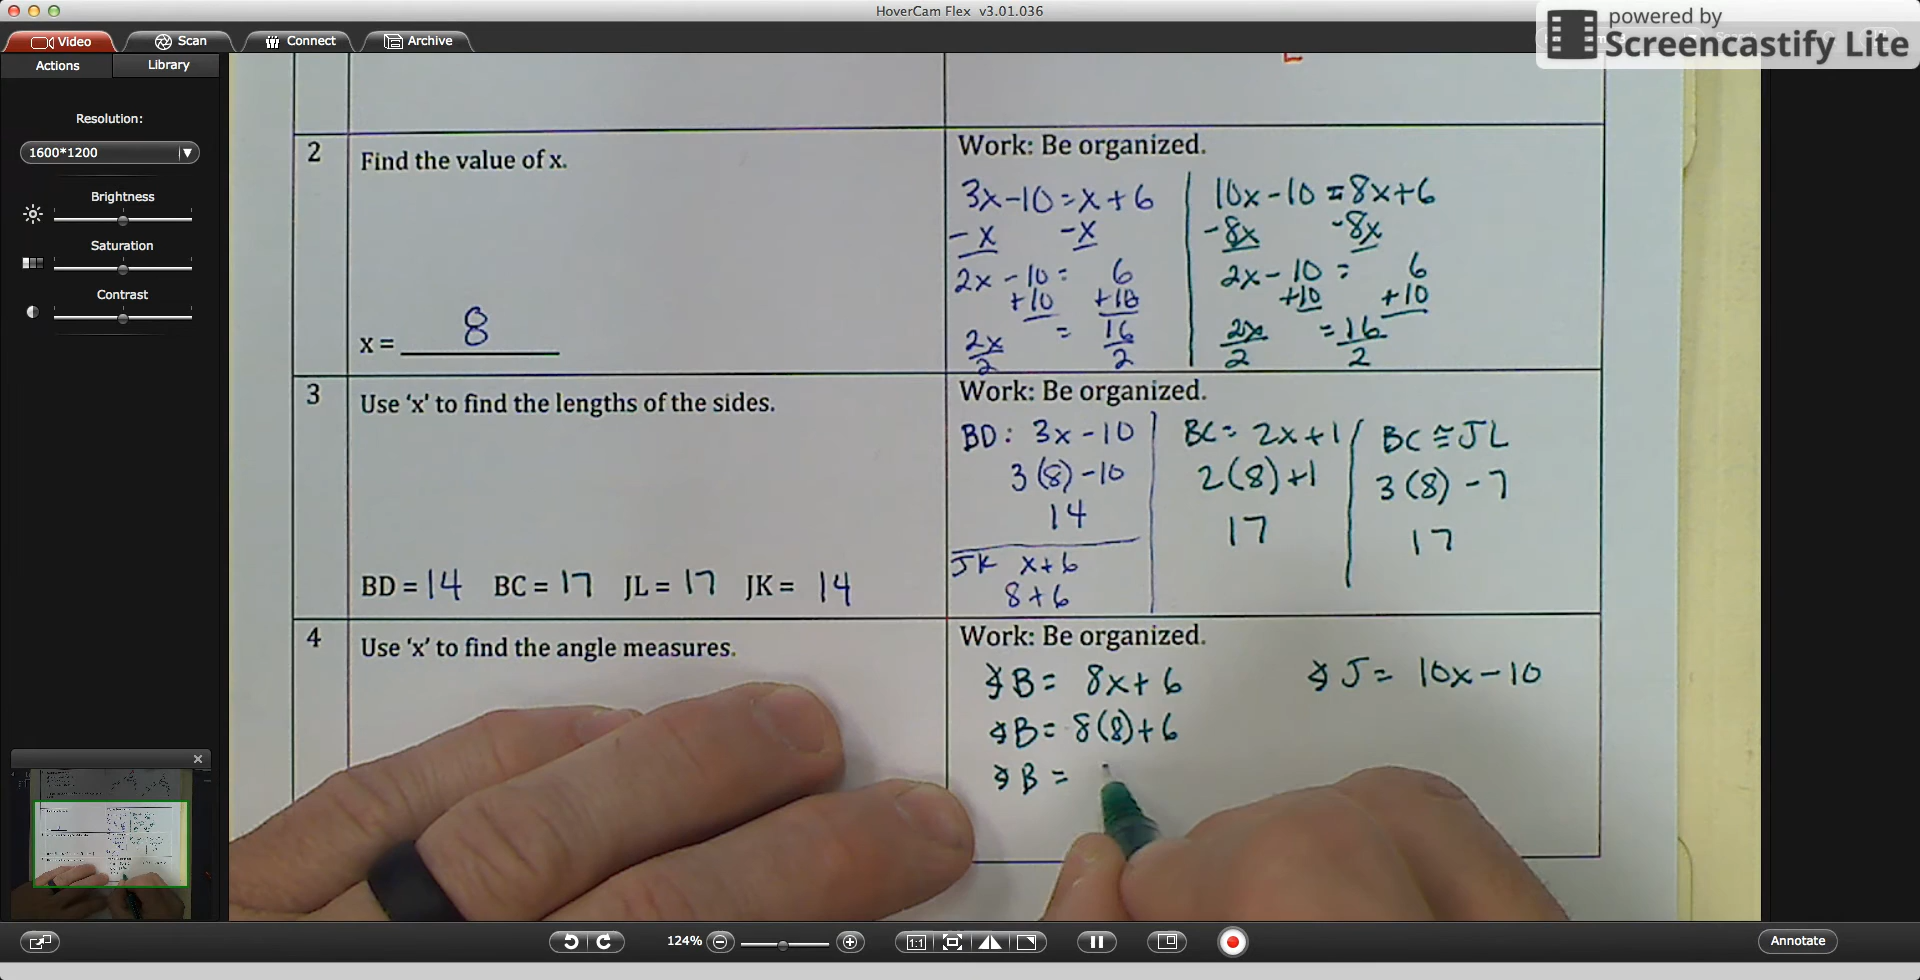 HoverCam Flex v3.01.036
powered by
Screencastify Lite
Video
Scan
Connect
Archive
Actions
Library
Resolution:
1600*1200
Brightness
Saturation
Contrast
2
Find the value of x.
x = 8
Work: Be organized.
3x-10=x+6
-x -x
2x-10= 6
+10 +10
2x = 16
2 2
10x-10=8x+6
-8x -8x
2x-10= 6
+10 +10
2x =16
2 2
3
Use 'x' to find the lengths of the sides.
BD = 14 BC = 17 JL = 17 JK = 14
Work: Be organized.
BD: 3x-10
3(8)-10
14
JK x+6
8+6
BC= 2x+1
2(8)+1
17
BC≅JL
3(8)-7
17
4
Use 'x' to find the angle measures.
Work: Be organized.
∡B= 8x+6
∡B= 8(8)+6
∡B =
∡J= 10x-10
124%
1:1
Annotate